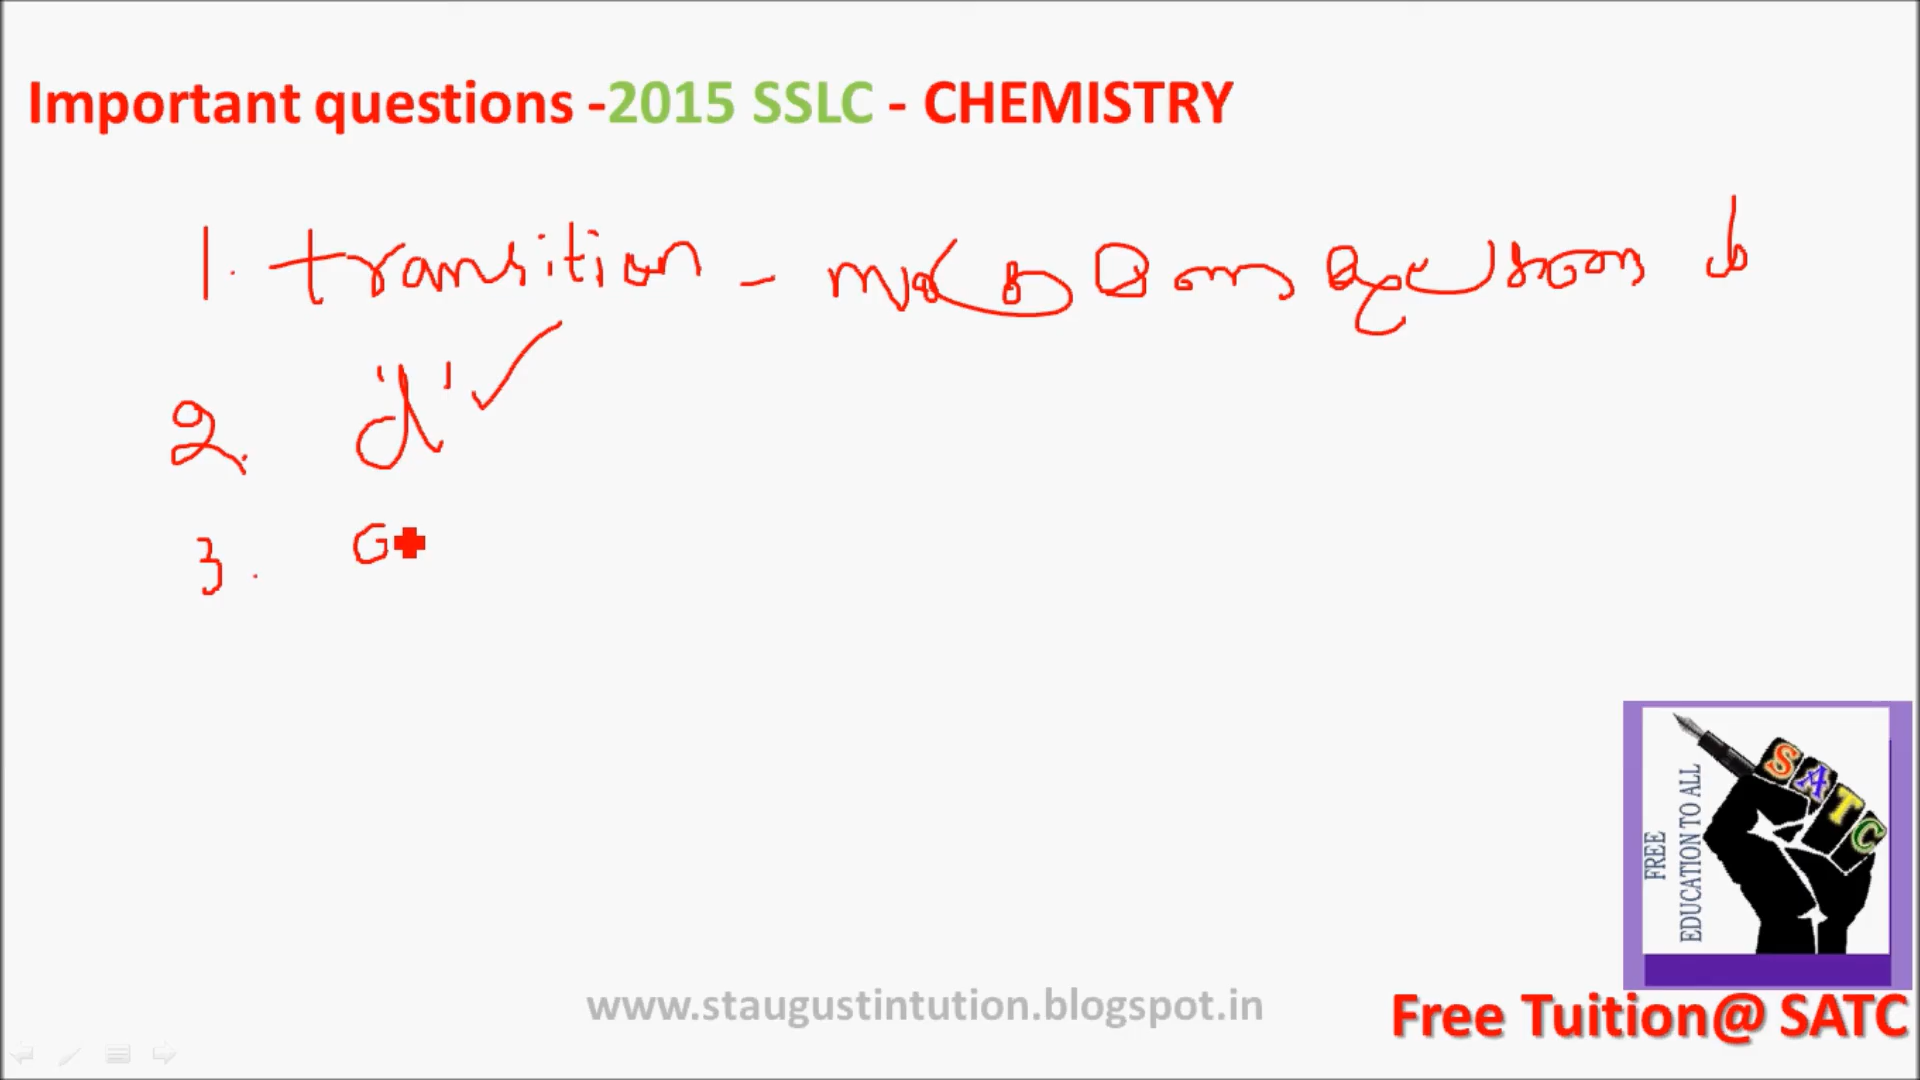 Important questions -2015 SSLC - CHEMISTRY
1. transition -
2. 'd' ✓
3. G
SATC
FREE
EDUCATION TO ALL
www.staugustintution.blogspot.in
Free Tuition@ SATC